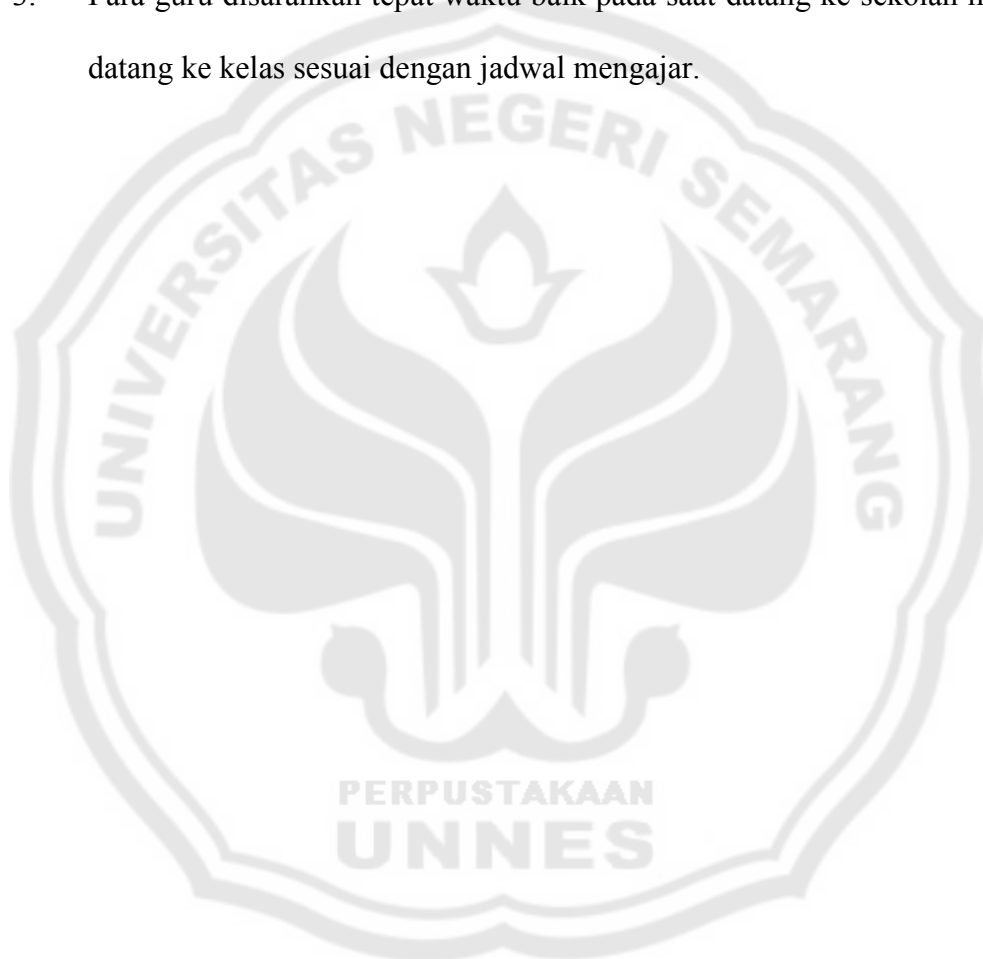 Para guru disarankan tepat waktu baik pada saat datang ke sekolah
datang ke kelas sesuai dengan jadwal mengajar.
UNIVERSITAS NEGERI SEMARANG
PERPUSTAKAAN
UNNES